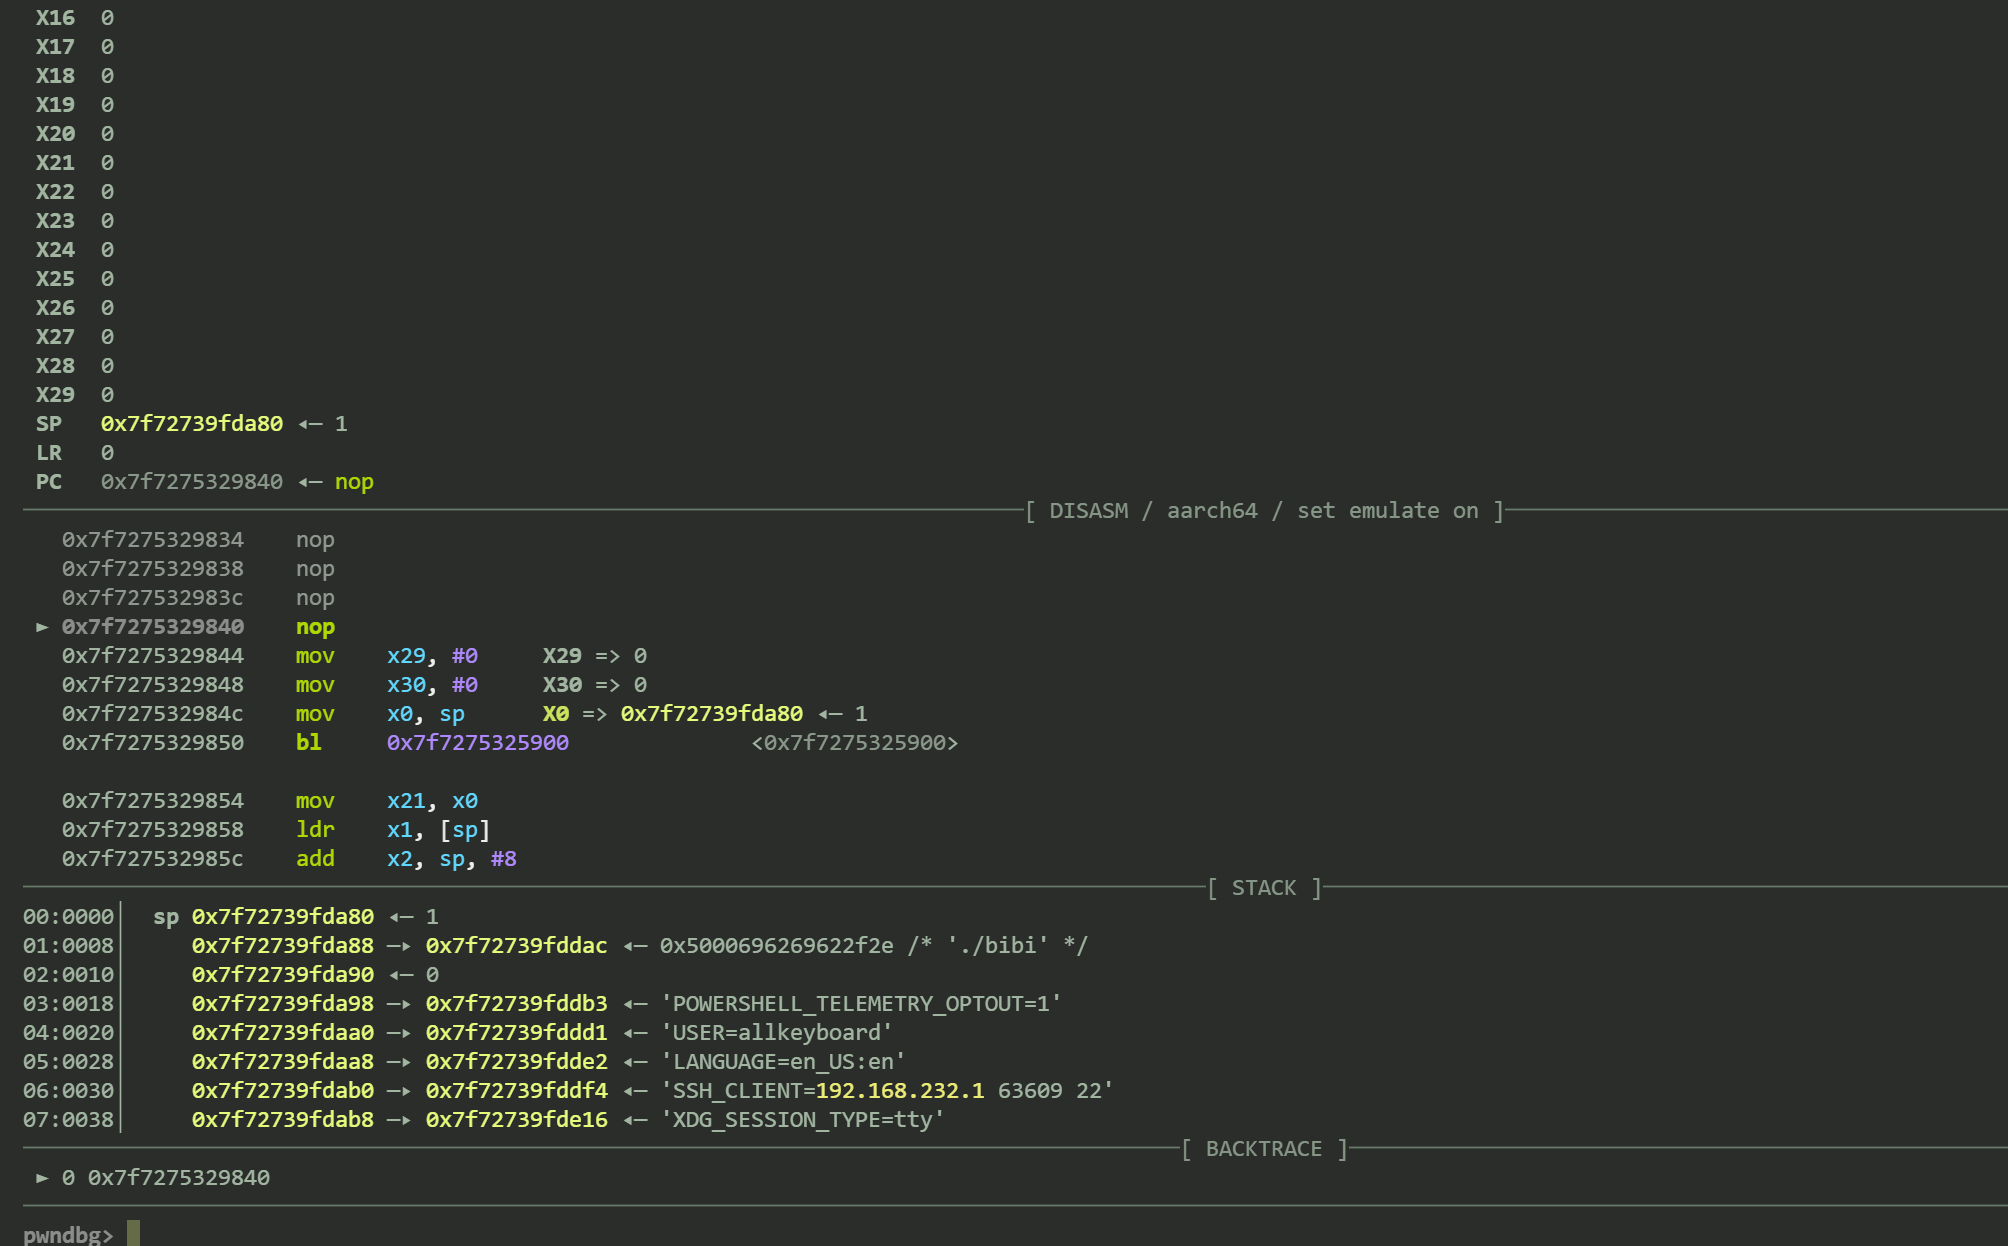 X16 0
X17 0
X18 0
X19 0
X20 0
X21 0
X22 0
X23 0
X24 0
X25 0
X26 0
X27 0
X28 0
X29 0
SP 0x7f72739fda80 ◂— 1
LR 0
PC 0x7f7275329840 ◂— nop
[ DISASM / aarch64 / set emulate on ]
0x7f7275329834 nop
0x7f7275329838 nop
0x7f727532983c nop
► 0x7f7275329840 nop
0x7f7275329844 mov x29, #0 X29 => 0
0x7f7275329848 mov x30, #0 X30 => 0
0x7f727532984c mov x0, sp X0 => 0x7f72739fda80 ◂— 1
0x7f7275329850 bl 0x7f7275325900 <0x7f7275325900>
0x7f7275329854 mov x21, x0
0x7f7275329858 ldr x1, [sp]
0x7f727532985c add x2, sp, #8
[ STACK ]
00:0000│ sp 0x7f72739fda80 ◂— 1
01:0008│ 0x7f72739fda88 —▸ 0x7f72739fddac ◂— 0x5000696269622f2e /* './bibi' */
02:0010│ 0x7f72739fda90 ◂— 0
03:0018│ 0x7f72739fda98 —▸ 0x7f72739fddb3 ◂— 'POWERSHELL_TELEMETRY_OPTOUT=1'
04:0020│ 0x7f72739fdaa0 —▸ 0x7f72739fddd1 ◂— 'USER=allkeyboard'
05:0028│ 0x7f72739fdaa8 —▸ 0x7f72739fdde2 ◂— 'LANGUAGE=en_US:en'
06:0030│ 0x7f72739fdab0 —▸ 0x7f72739fddf4 ◂— 'SSH_CLIENT=192.168.232.1 63609 22'
07:0038│ 0x7f72739fdab8 —▸ 0x7f72739fde16 ◂— 'XDG_SESSION_TYPE=tty'
[ BACKTRACE ]
► 0 0x7f7275329840
pwndbg>